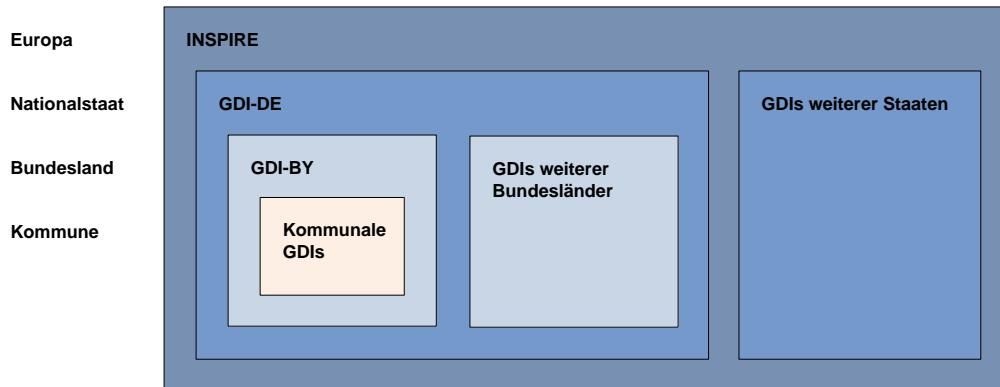 Europa
INSPIRE
Nationalstaat
GDI-DE
GDIs weiterer Staaten
Bundesland
GDI-BY
GDIs weiterer
Bundesländer
Kommune
Kommunale
GDIs